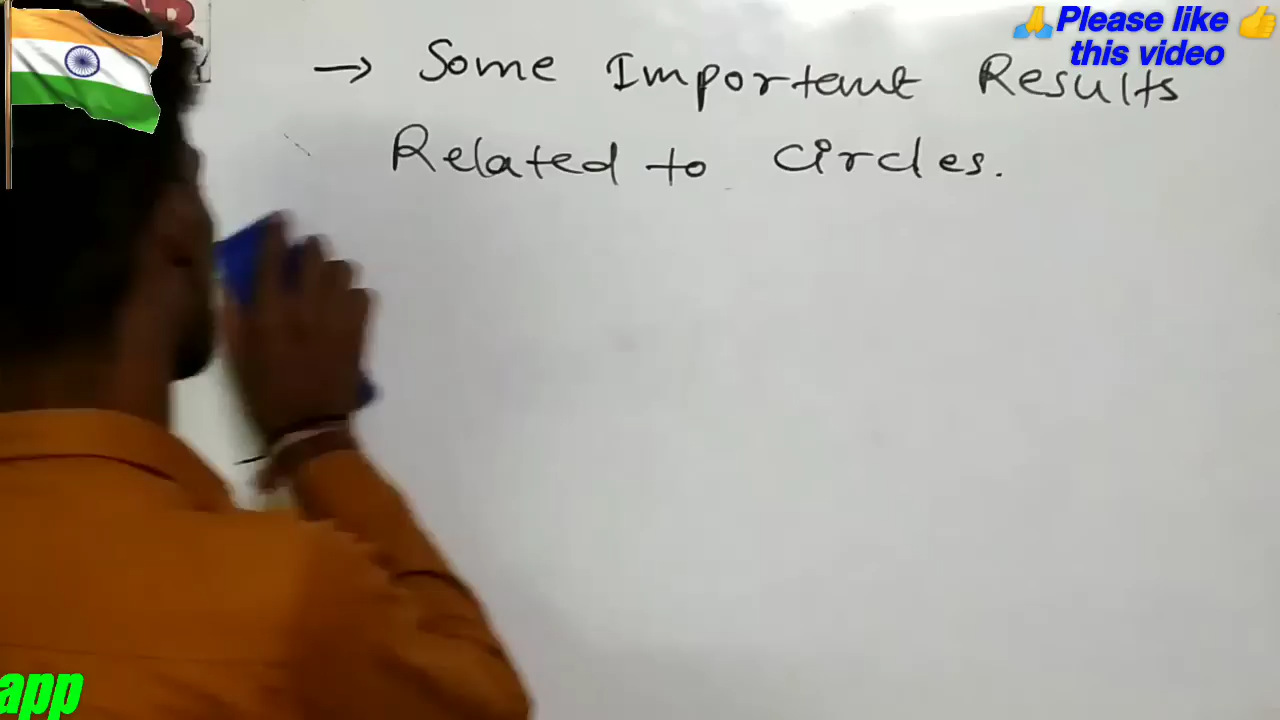 → Some Important Results
Related to circles.
🙏Please like 👍
this video
app